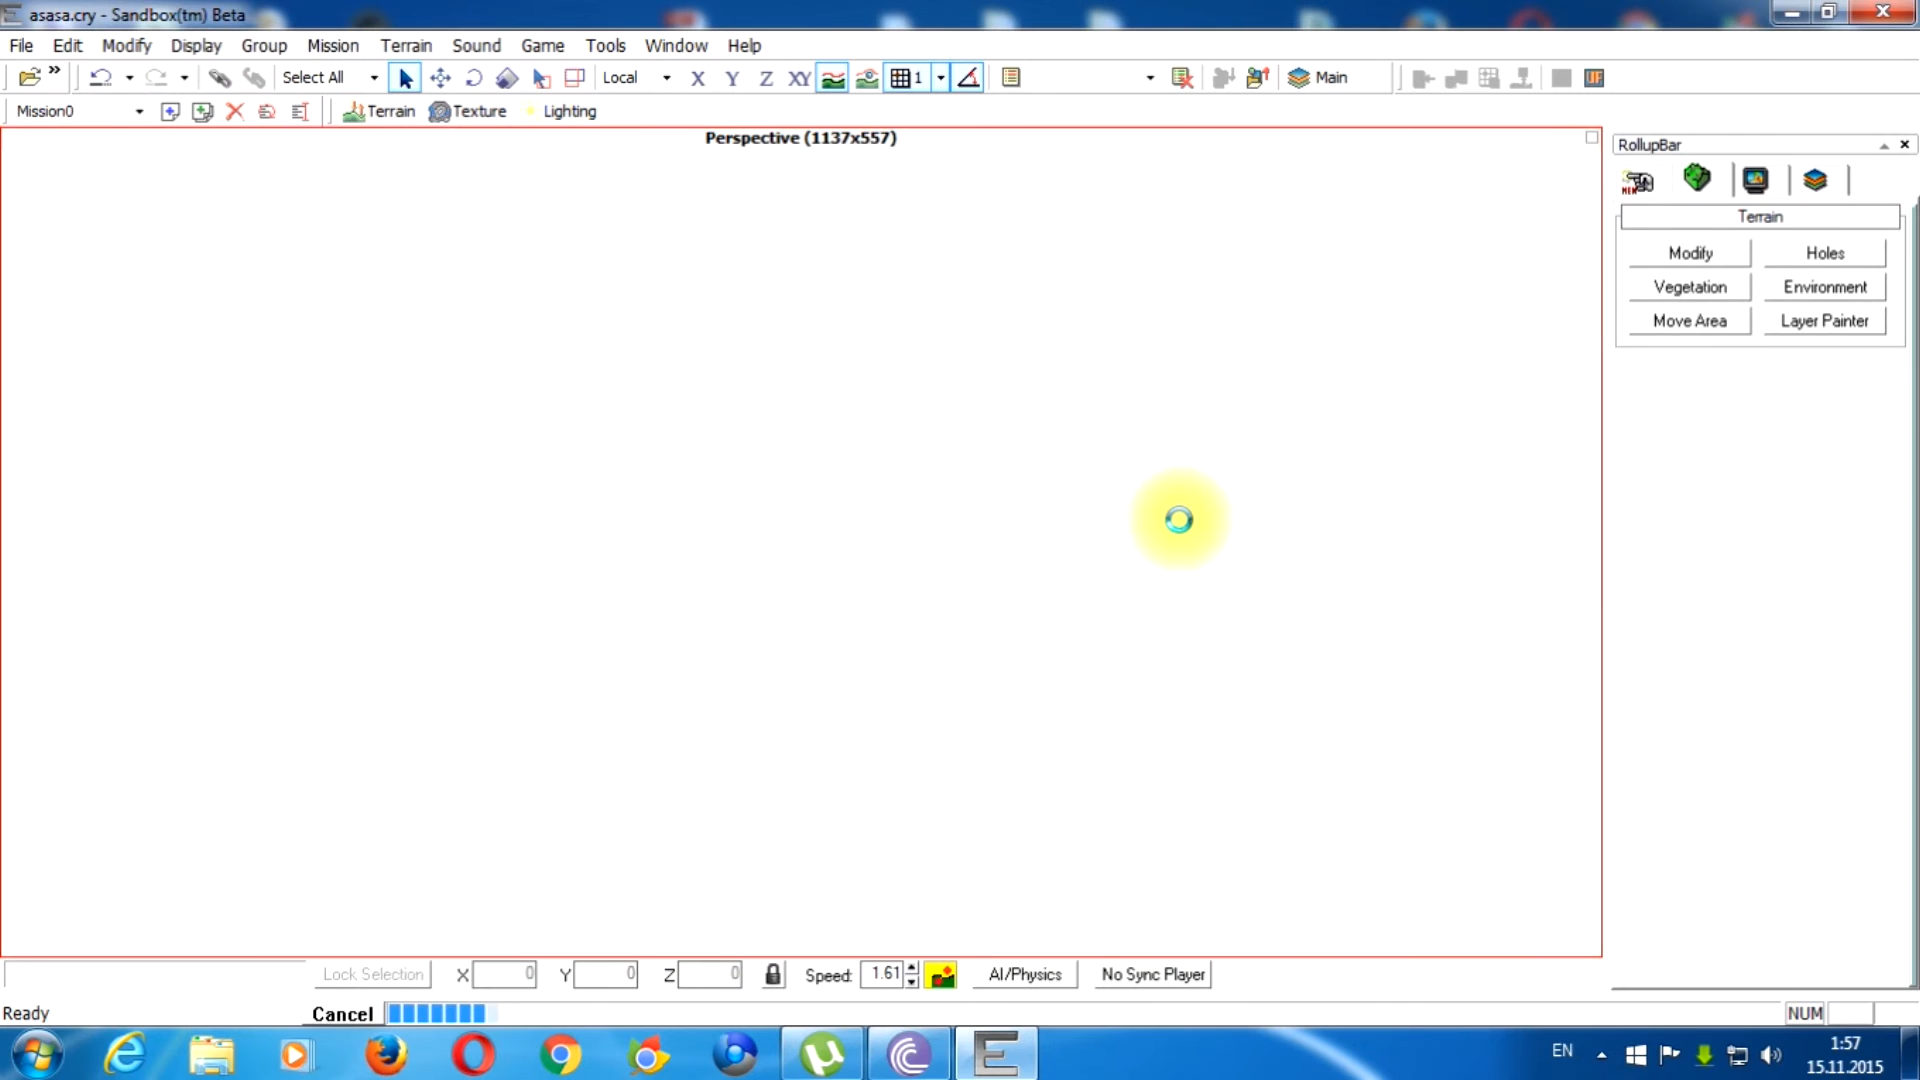 asasa.cry - Sandbox(tm) Beta
File Edit Modify Display Group Mission Terrain Sound Game Tools Window Help
Select All Local X Y Z XY 1 Main UF
Mission0 Terrain Texture Lighting
Perspective (1137x557)
RollupBar
NEW
Terrain
Modify Holes
Vegetation Environment
Move Area Layer Painter
Lock Selection X 0 Y 0 Z 0 Speed: 1.61 AI/Physics No Sync Player
Ready Cancel NUM
EN 1:57
15.11.2015